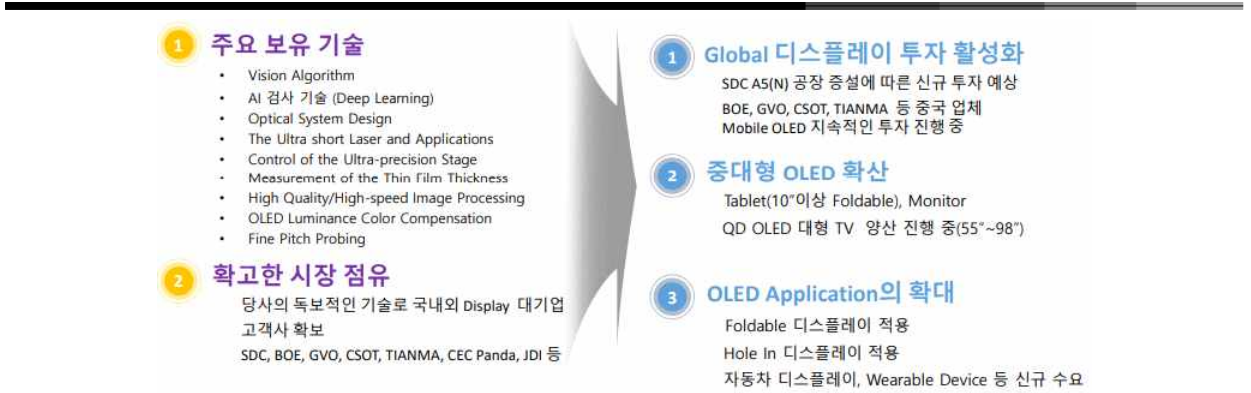 1 주요 보유 기술
• Vision Algorithm
• AI 검사 기술 (Deep Learning)
• Optical System Design
• The Ultra short Laser and Applications
• Control of the Ultra-precision Stage
• Measurement of the Thin Film Thickness
• High Quality/High-speed Image Processing
• OLED Luminance Color Compensation
• Fine Pitch Probing
2 확고한 시장 점유
당사의 독보적인 기술로 국내외 Display 대기업
고객사 확보
SDC, BOE, GVO, CSOT, TIANMA, CEC Panda, JDI 등
1 Global 디스플레이 투자 활성화
SDC A5(N) 공장 증설에 따른 신규 투자 예상
BOE, GVO, CSOT, TIANMA 등 중국 업체
Mobile OLED 지속적인 투자 진행 중
2 중대형 OLED 확산
Tablet(10"이상 Foldable), Monitor
QD OLED 대형 TV 양산 진행 중(55"~98")
3 OLED Application의 확대
Foldable 디스플레이 적용
Hole In 디스플레이 적용
자동차 디스플레이, Wearable Device 등 신규 수요